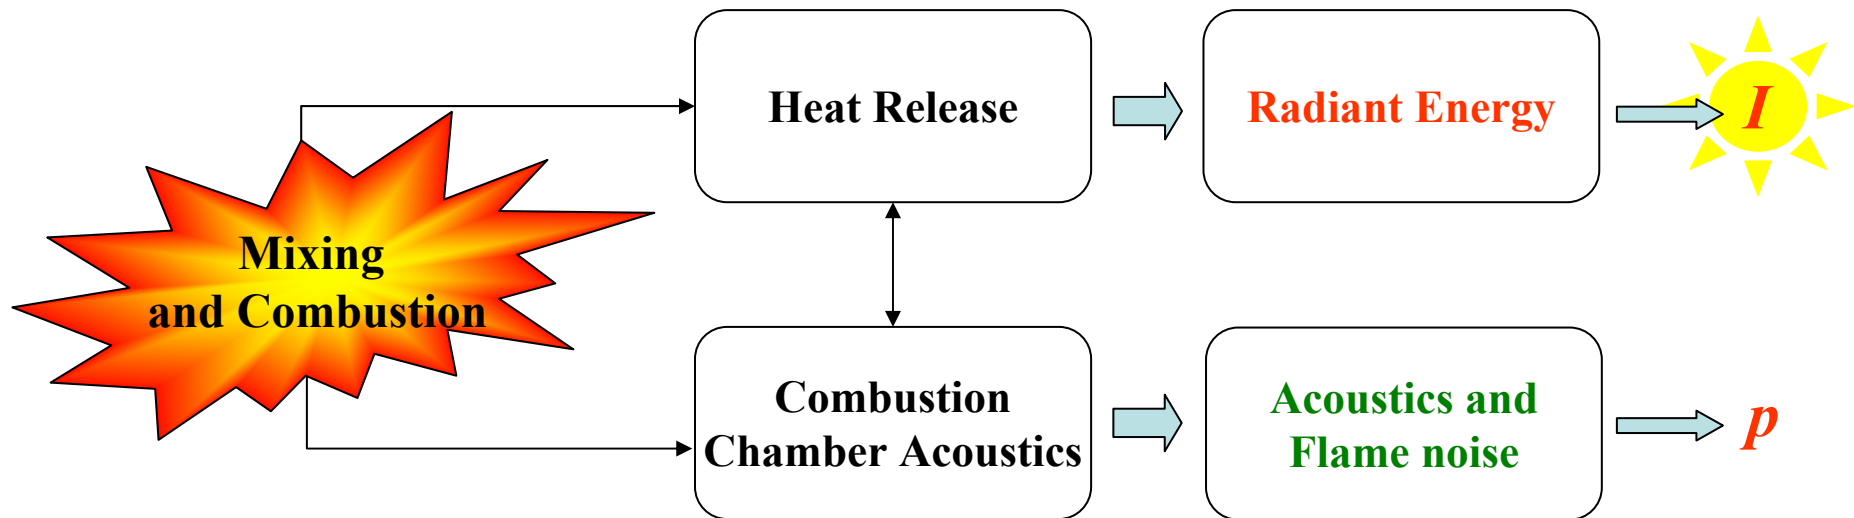 Heat Release
Radiant Energy
I
Mixing
and Combustion
Combustion
Chamber Acoustics
Acoustics and
Flame noise
p